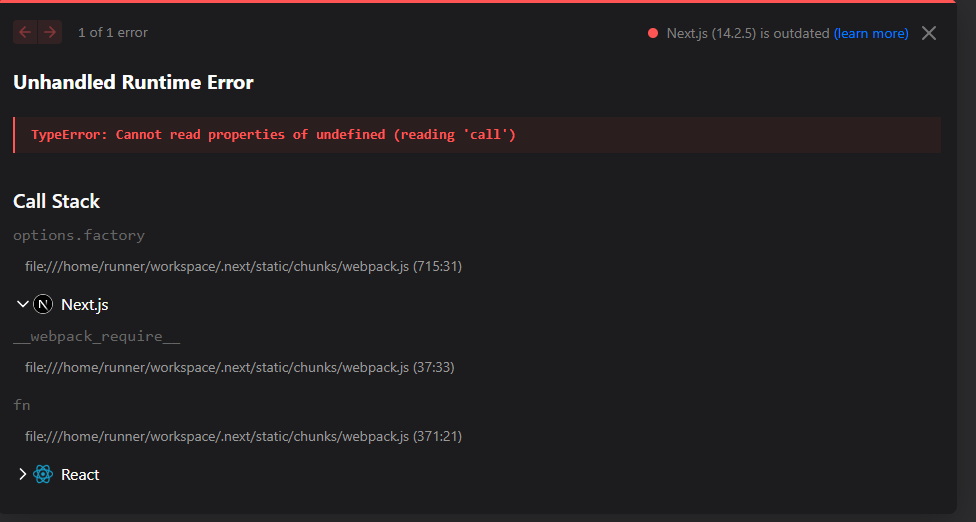 1 of 1 error
Next.js (14.2.5) is outdated (learn more)
Unhandled Runtime Error
TypeError: Cannot read properties of undefined (reading 'call')
Call Stack
options.factory
file:///home/runner/workspace/.next/static/chunks/webpack.js (715:31)
N Next.js
__webpack_require__
file:///home/runner/workspace/.next/static/chunks/webpack.js (37:33)
fn
file:///home/runner/workspace/.next/static/chunks/webpack.js (371:21)
React